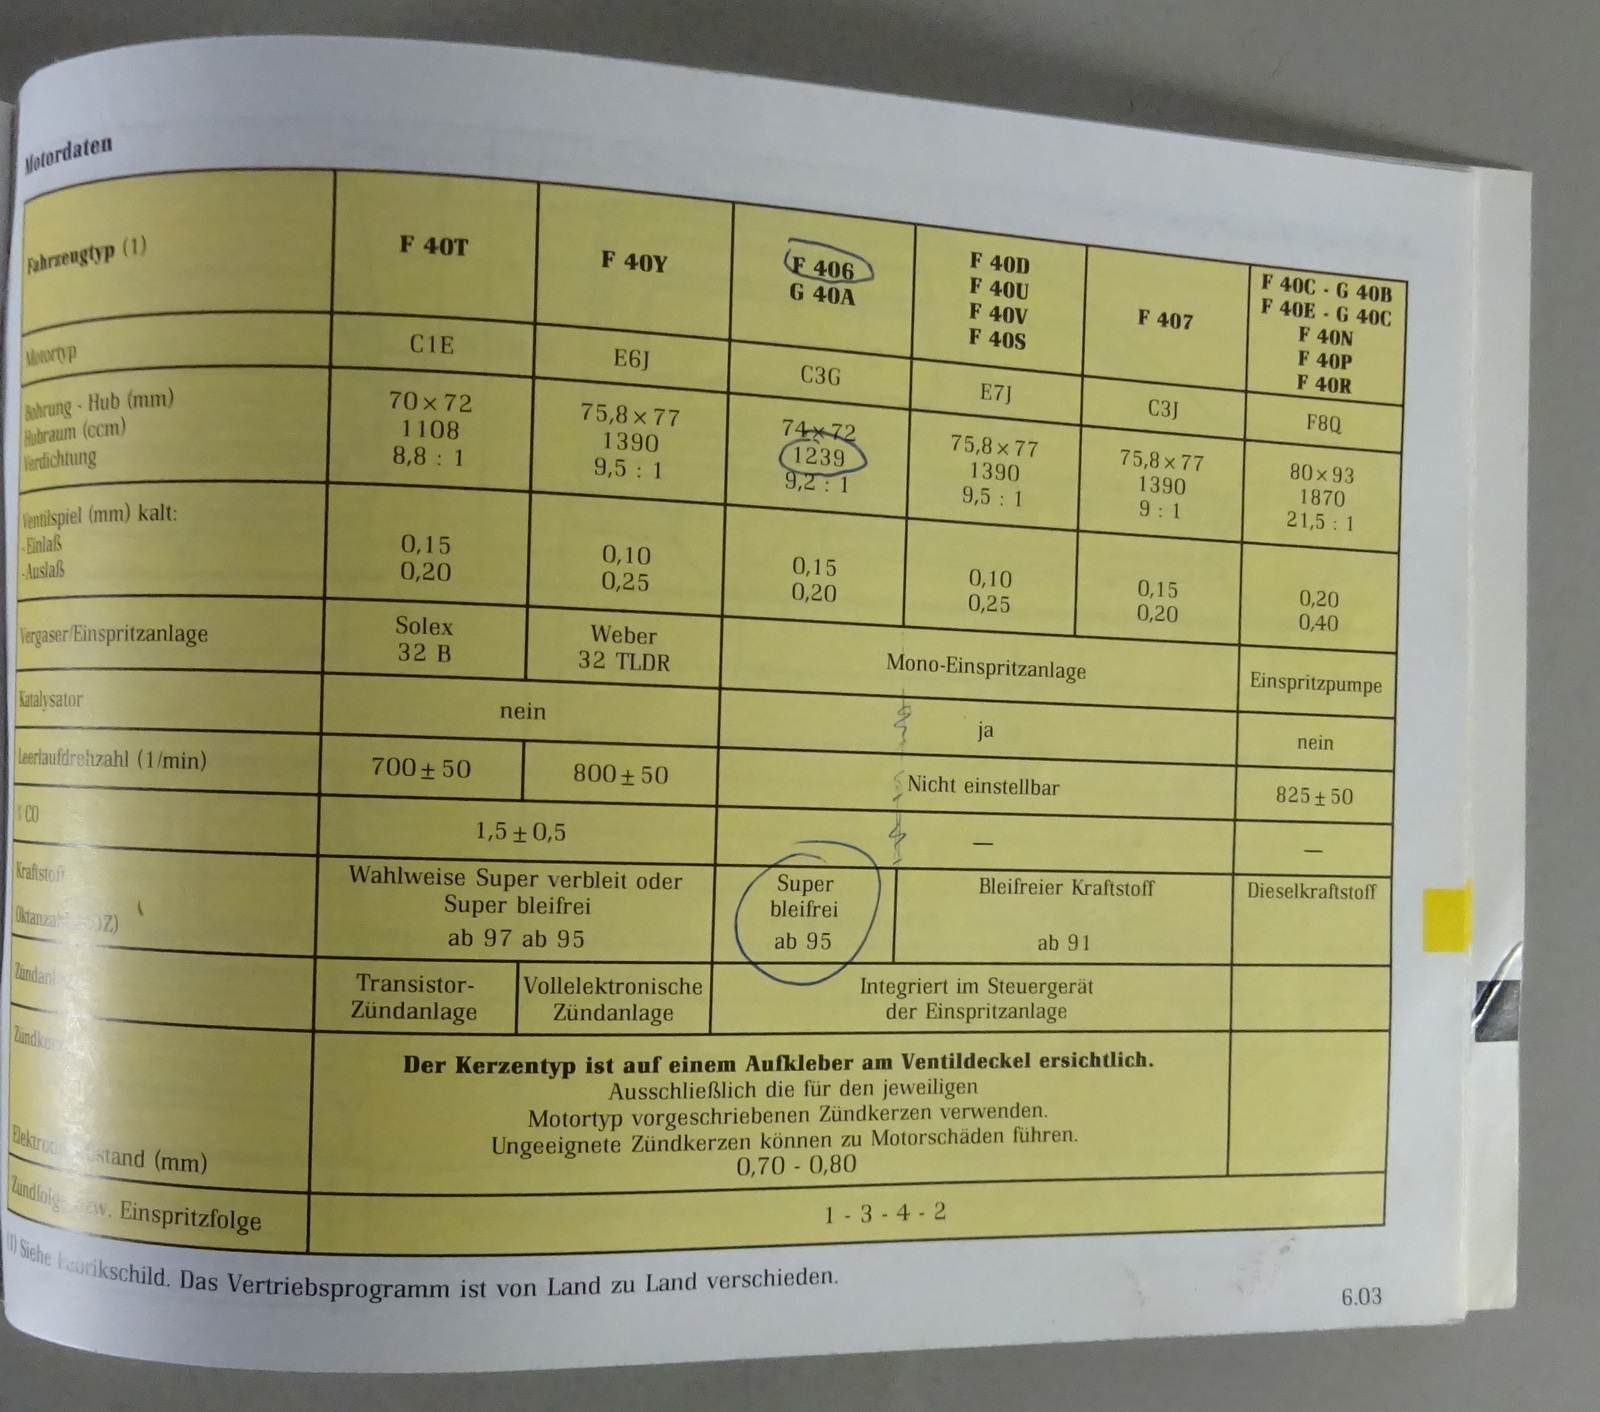 Motordaten
Fahrzeugtyp (1)
F 40T
F 40Y
F 406
G 40A
F 40D
F 40U
F 40V
F 40S
F 407
F 40C - G 40B
F 40E - G 40C
F 40N
F 40P
F 40R
Motortyp
C1E
E6J
C3G
E7J
C3J
F8Q
Bohrung - Hub (mm)
Hubraum (ccm)
Verdichtung
70 × 72
1108
8,8 : 1
75,8 × 77
1390
9,5 : 1
74 × 72
1239
9,2 : 1
75,8 × 77
1390
9,5 : 1
75,8 × 77
1390
9 : 1
80 × 93
1870
21,5 : 1
Ventilspiel (mm) kalt:
-Einlaß
-Auslaß
0,15
0,20
0,10
0,25
0,15
0,20
0,10
0,25
0,15
0,20
0,20
0,40
Vergaser/Einspritzanlage
Solex
32 B
Weber
32 TLDR
Mono-Einspritzanlage
Einspritzpumpe
Katalysator
nein
ja
nein
Leerlaufdrehzahl (1/min)
700 ± 50
800 ± 50
Nicht einstellbar
825 ± 50
% CO
1,5 ± 0,5
—
—
Kraftstoff
Wahlweise Super verbleit oder
Super bleifrei
ab 97 ab 95
Super
bleifrei
ab 95
Bleifreier Kraftstoff
ab 91
Dieselkraftstoff
Transistor-
Zündanlage
Vollelektronische
Zündanlage
Integriert im Steuergerät
der Einspritzanlage
Der Kerzentyp ist auf einem Aufkleber am Ventildeckel ersichtlich.
Ausschließlich die für den jeweiligen
Motortyp vorgeschriebenen Zündkerzen verwenden.
Ungeeignete Zündkerzen können zu Motorschäden führen.
(mm)
0,70 - 0,80
Einspritzfolge
1 - 3 - 4 - 2
(1) Siehe Fabrikschild. Das Vertriebsprogramm ist von Land zu Land verschieden.
6.03